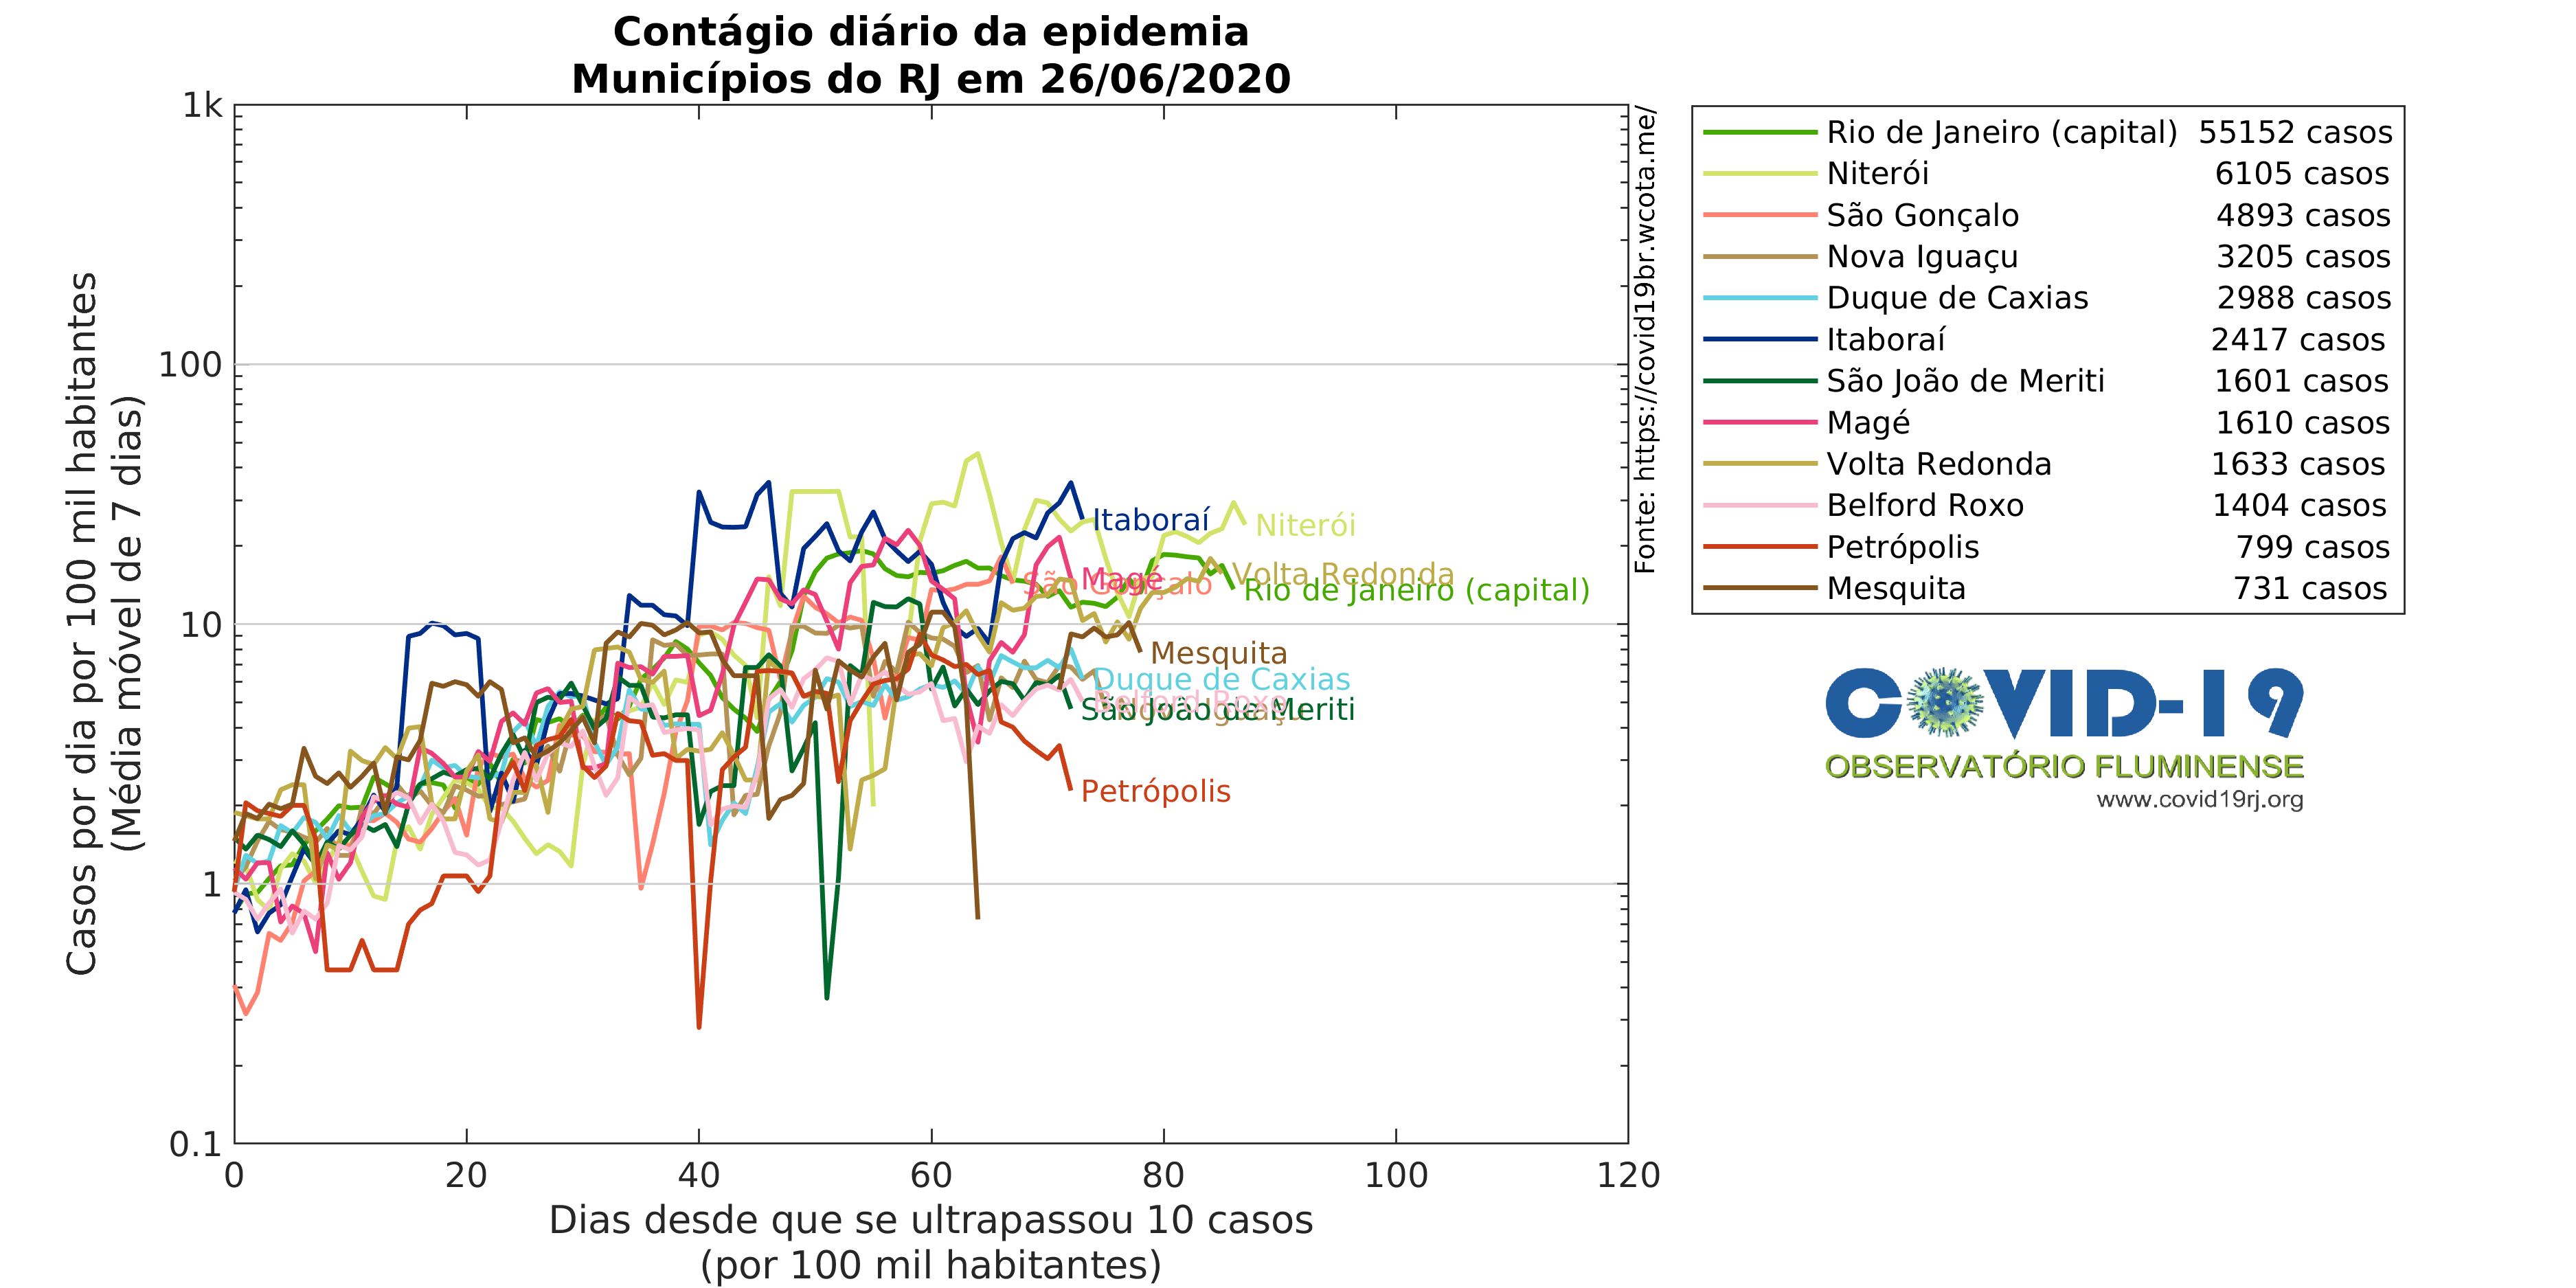 Contágio diário da epidemia
Municípios do RJ em 26/06/2020
Casos por dia por 100 mil habitantes
(Média móvel de 7 dias)
1k
100
10
1
0.1
0 20 40 60 80 100 120
Dias desde que se ultrapassou 10 casos
(por 100 mil habitantes)
Itaboraí
Niterói
São Gonçalo
Magé
Volta Redonda
Rio de Janeiro (capital)
Mesquita
Duque de Caxias
Belford Roxo
Nova Iguaçu
São João de Meriti
Petrópolis
Fonte: https://covid19br.wcota.me/
Rio de Janeiro (capital) 55152 casos
Niterói 6105 casos
São Gonçalo 4893 casos
Nova Iguaçu 3205 casos
Duque de Caxias 2988 casos
Itaboraí 2417 casos
São João de Meriti 1601 casos
Magé 1610 casos
Volta Redonda 1633 casos
Belford Roxo 1404 casos
Petrópolis 799 casos
Mesquita 731 casos
COVID-19
OBSERVATÓRIO FLUMINENSE
www.covid19rj.org